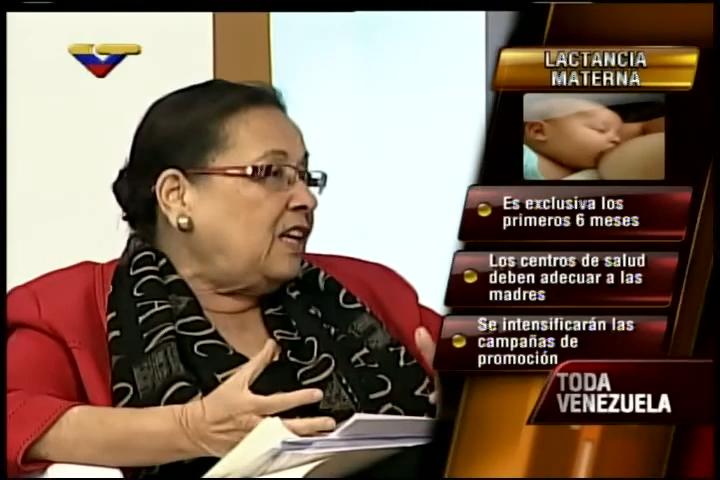 LACTANCIA
MATERNA
Es exclusiva los
primeros 6 meses
Los centros de salud
deben adecuar a las
madres
Se intensificarán las
campañas de
promoción
TODA
VENEZUELA